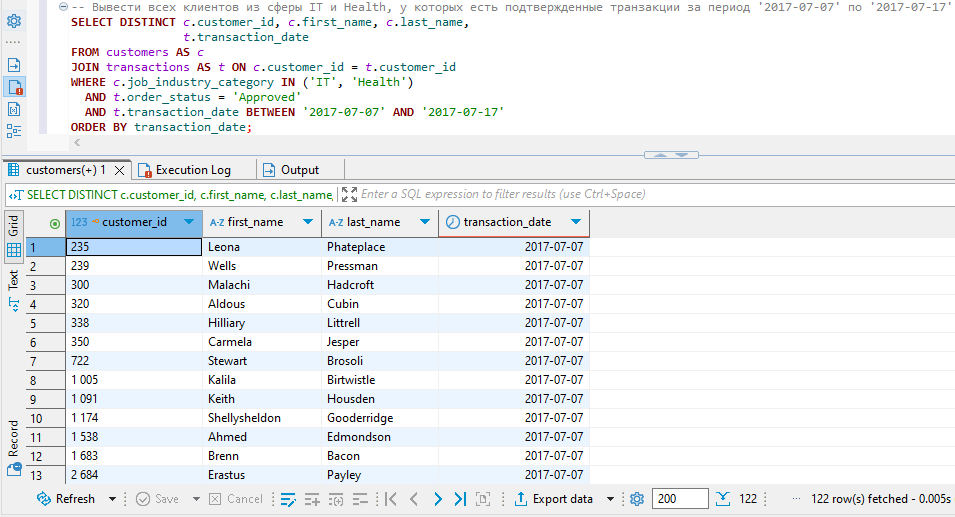 -- Вывести всех клиентов из сферы IT и Health, у которых есть подтвержденные транзакции за период '2017-07-07' по '2017-07-17'
SELECT DISTINCT c.customer_id, c.first_name, c.last_name,
t.transaction_date
FROM customers AS c
JOIN transactions AS t ON c.customer_id = t.customer_id
WHERE c.job_industry_category IN ('IT', 'Health')
AND t.order_status = 'Approved'
AND t.transaction_date BETWEEN '2017-07-07' AND '2017-07-17'
ORDER BY transaction_date;
customers(+) 1 Execution Log Output
SELECT DISTINCT c.customer_id, c.first_name, c.last_name, Enter a SQL expression to filter results (use Ctrl+Space)
Grid
Text
Record
123 customer_id A-Z first_name A-Z last_name transaction_date
1 235 Leona Phateplace 2017-07-07
2 239 Wells Pressman 2017-07-07
3 300 Malachi Hadcroft 2017-07-07
4 320 Aldous Cubin 2017-07-07
5 338 Hilliary Littrell 2017-07-07
6 350 Carmela Jesper 2017-07-07
7 722 Stewart Brosoli 2017-07-07
8 1 005 Kalila Birtwistle 2017-07-07
9 1 091 Keith Housden 2017-07-07
10 1 174 Shellysheldon Gooderridge 2017-07-07
11 1 538 Ahmed Edmondson 2017-07-07
12 1 683 Brenn Bacon 2017-07-07
13 2 684 Erastus Payley 2017-07-07
Refresh Save Cancel Export data 200 122 122 row(s) fetched - 0.005s